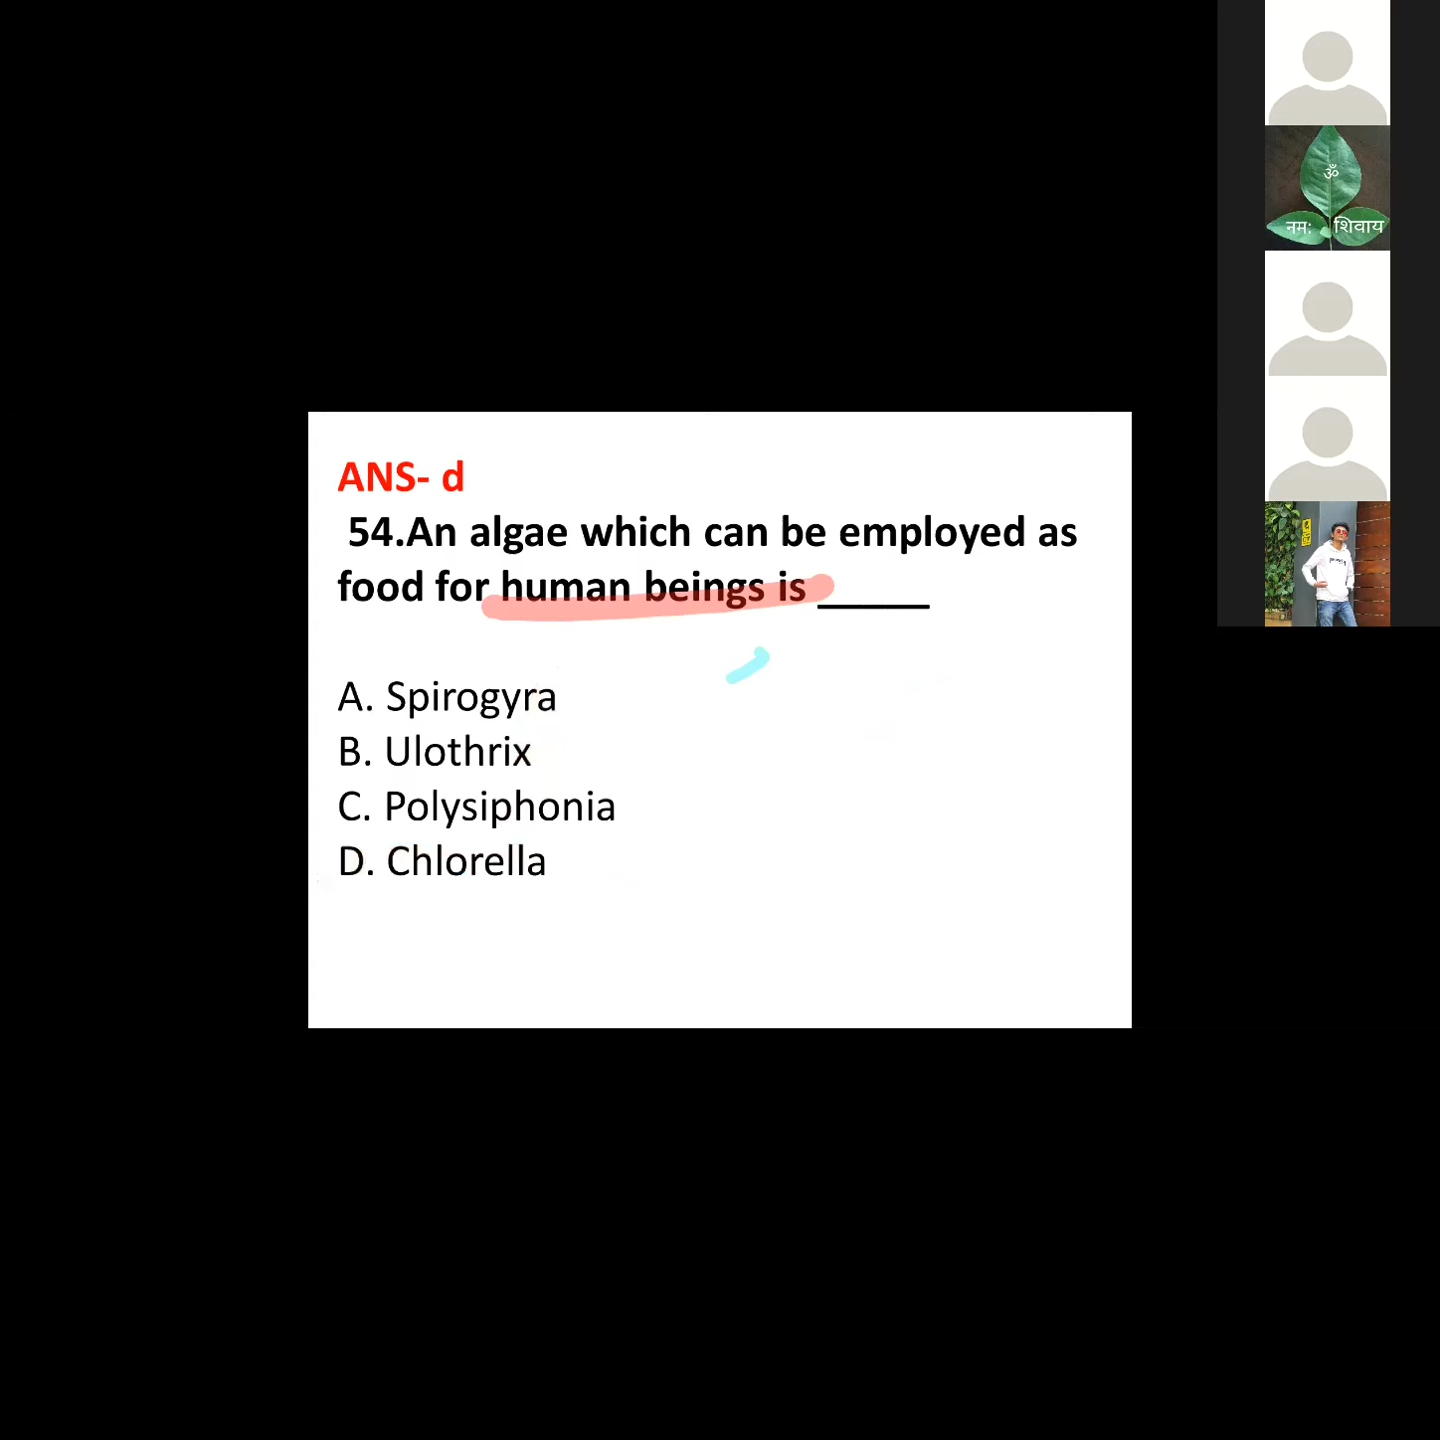 ANS- d
54.An algae which can be employed as
food for human beings is ______
A. Spirogyra
B. Ulothrix
C. Polysiphonia
D. Chlorella
ॐ
नम: शिवाय